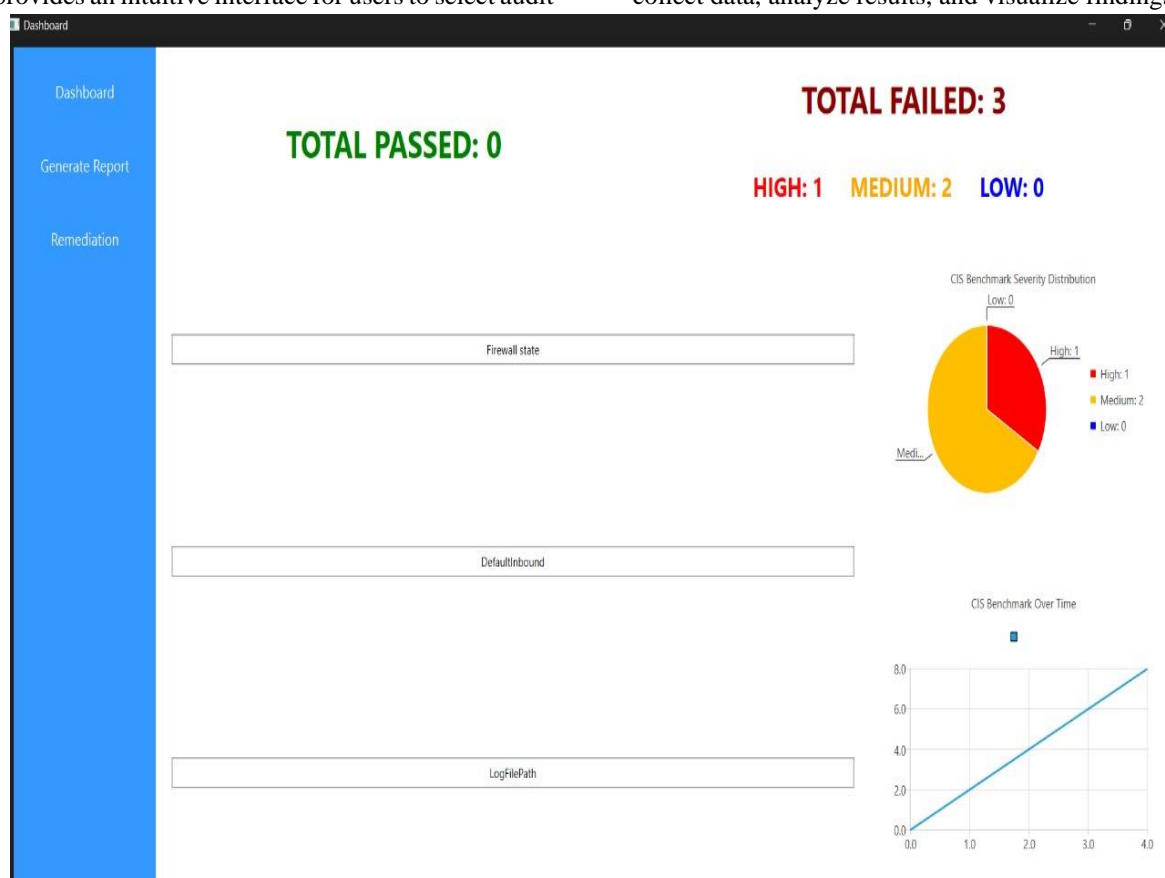 provides an intuitive interface for users to select audit
collect data, analyze results, and visualize findings
Dashboard
Dashboard
Generate Report
Remediation
TOTAL PASSED: 0
TOTAL FAILED: 3
HIGH: 1 MEDIUM: 2 LOW: 0
Firewall state
DefaultInbound
LogFilePath
CIS Benchmark Severity Distribution
Low: 0
High: 1
Medi...
High: 1
Medium: 2
Low: 0
CIS Benchmark Over Time
8.0
6.0
4.0
2.0
0.0
0.0 1.0 2.0 3.0 4.0